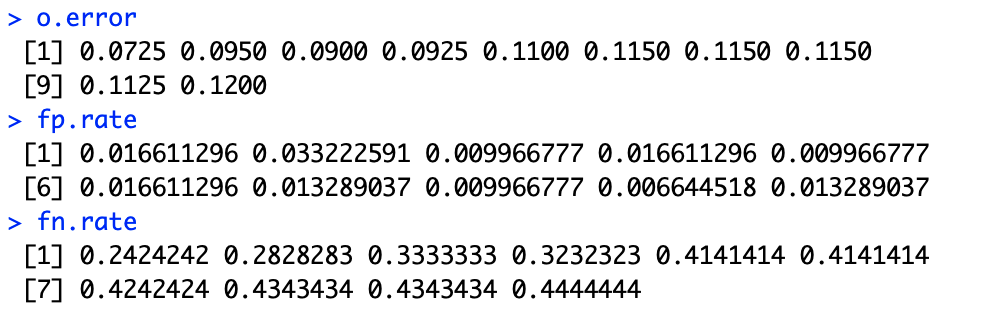 > o.error
[1] 0.0725 0.0950 0.0900 0.0925 0.1100 0.1150 0.1150 0.1150
[9] 0.1125 0.1200
> fp.rate
[1] 0.016611296 0.033222591 0.009966777 0.016611296 0.009966777
[6] 0.016611296 0.013289037 0.009966777 0.006644518 0.013289037
> fn.rate
[1] 0.2424242 0.2828283 0.3333333 0.3232323 0.4141414 0.4141414
[7] 0.4242424 0.4343434 0.4343434 0.4444444